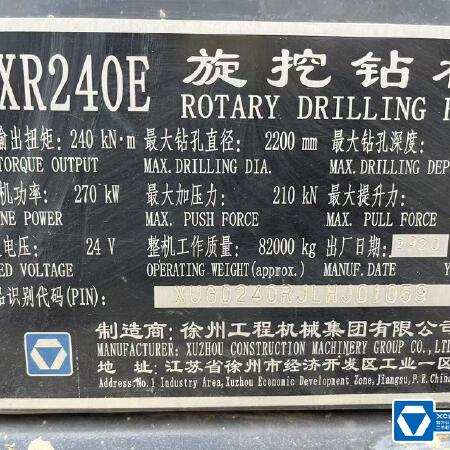 XR240E 旋挖钻
ROTARY DRILLING
输出扭矩: 240 kN·m 最大钻孔直径: 2200 mm 最大钻孔深度:
TORQUE OUTPUT MAX. DRILLING DIA. MAX. DRILLING DEP
机功率: 270 kW 最大加压力: 210 kN 最大提升力:
NE POWER MAX. PUSH FORCE MAX. PULL FORCE
电压: 24 V 整机工作质量: 82000 kg 出厂日期:
ED VOLTAGE OPERATING WEIGHT(approx.) MANUF. DATE
识别代码(PIN):
制造商: 徐州工程机械集团有限公
MANUFACTURER: XUZHOU CONSTRUCTION MACHINERY GROUP CO., LTD
地 址: 江苏省徐州市经济开发区工业一
Address: No.1 Industry Area, Xuzhou Economic Development Zone, Jiangsu, P.R.China